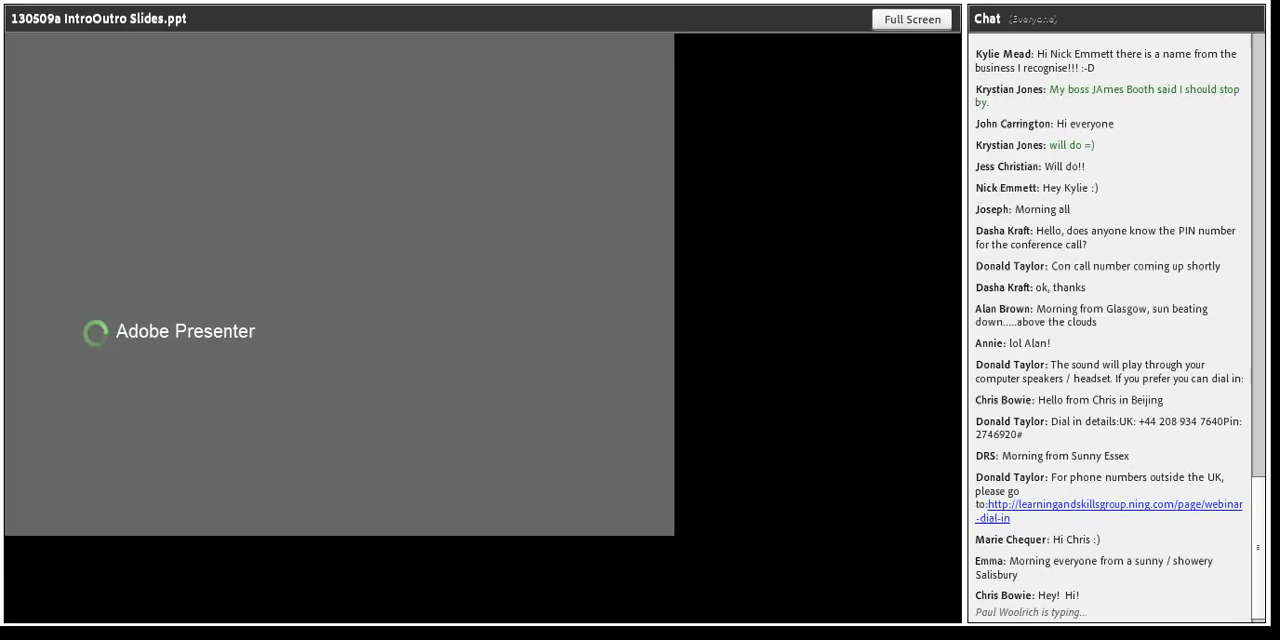 130509a IntroOutro Slides.ppt
Full Screen
Adobe Presenter
Chat (Everyone)
Kylie Mead: Hi Nick Emmett there is a name from the
business I recognise!!! :-D
Krystian Jones: My boss JAmes Booth said I should stop
by.
John Carrington: Hi everyone
Krystian Jones: will do =)
Jess Christian: Will do!!
Nick Emmett: Hey Kylie :)
Joseph: Morning all
Dasha Kraft: Hello, does anyone know the PIN number
for the conference call?
Donald Taylor: Con call number coming up shortly
Dasha Kraft: ok, thanks
Alan Brown: Morning from Glasgow, sun beating
down.....above the clouds
Annie: lol Alan!
Donald Taylor: The sound will play through your
computer speakers / headset. If you prefer you can dial in:
Chris Bowie: Hello from Chris in Beijing
Donald Taylor: Dial in details:UK: +44 208 934 7640Pin:
2746920#
DRS: Morning from Sunny Essex
Donald Taylor: For phone numbers outside the UK,
please go
to:http://learningandskillsgroup.ning.com/page/webinar
-dial-in
Marie Chequer: Hi Chris :)
Emma: Morning everyone from a sunny / showery
Salisbury
Chris Bowie: Hey! Hi!
Paul Woolrich is typing...